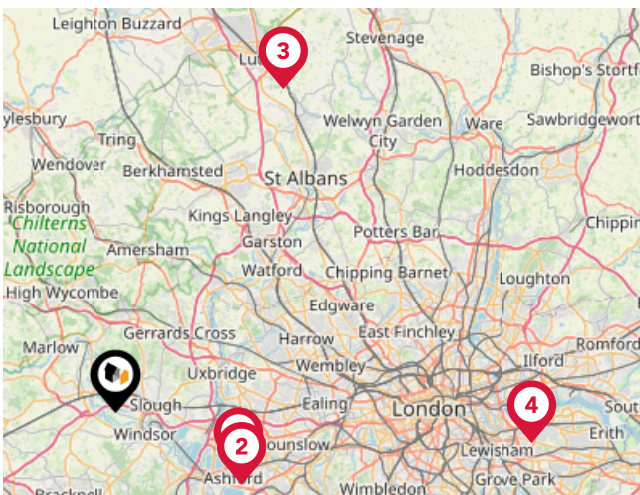 Leighton Buzzard
Stevenage
3
Bishop's Stortf
ylesbury
Welwyn Garden
City
Ware
Sawbridgewort
Tring
Wendover
Berkhamsted
St Albans
Hoddesdon
Risborough
Chilterns
National
Landscape
Kings Langley
Garston
Potters Bar
Chippin
Amersham
Watford
Chipping Barnet
Loughton
High Wycombe
Edgware
Gerrards Cross
Harrow
East Finchley
Romford
Marlow
Uxbridge
Wembley
Ilford
Slough
Ealing
London
4
South
Erith
Windsor
2
ounslow
Lewisham
Ashford
Grove Park
Bracknell
Wimbledon